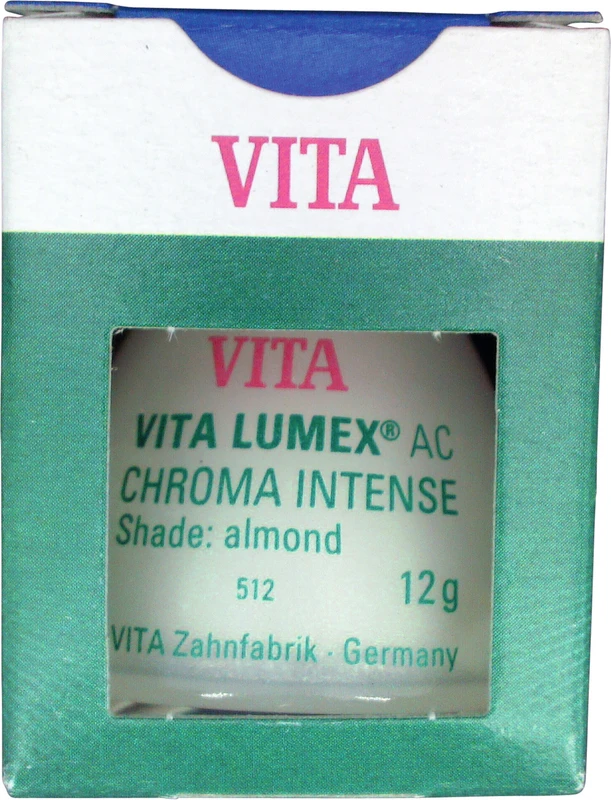 VITA
VITA
VITA LUMEX® AC
CHROMA INTENSE
Shade: almond
512 12g
VITA Zahnfabrik · Germany